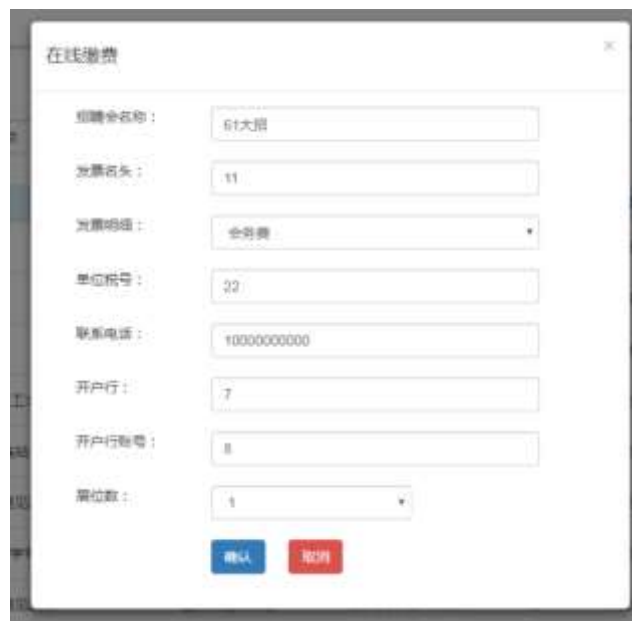 在线缴费
×
招聘会名称： 61大招
发票名头： 11
发票明细： 会务费
单位税号： 22
联系电话： 10000000000
开户行： 7
开户行账号： 8
展位数： 1
确认 取消